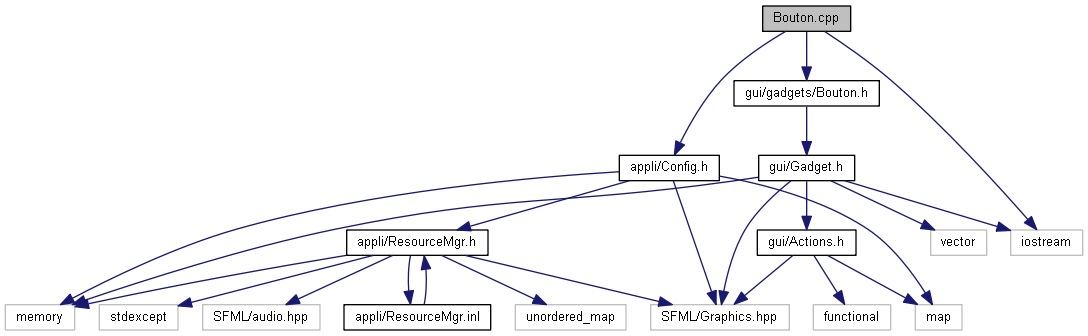 Bouton.cpp
gui/gadgets/Bouton.h
appli/Config.h
gui/Gadget.h
appli/ResourceMgr.h
gui/Actions.h
vector
iostream
memory
stdexcept
SFML/audio.hpp
appli/ResourceMgr.inl
unordered_map
SFML/Graphics.hpp
functional
map